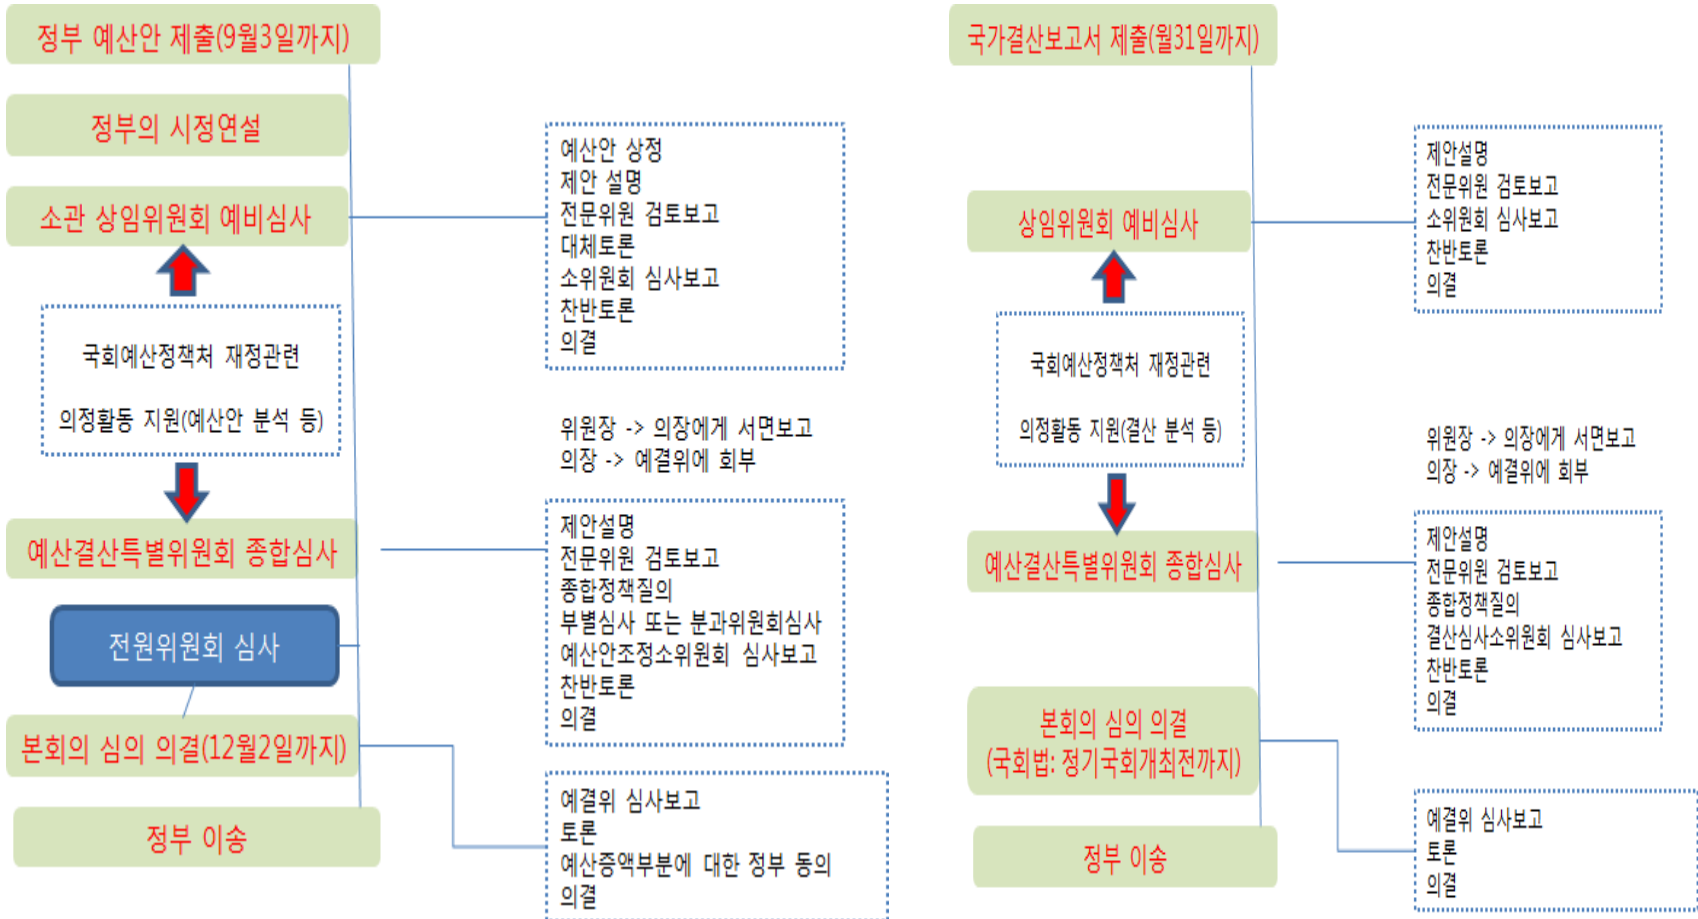 정부 예산안 제출(9월3일까지)
정부의 시정연설
소관 상임위원회 예비심사
예산안 상정
제안 설명
전문위원 검토보고
대체토론
소위원회 심사보고
찬반토론
의결
국회예산정책처 재정관련
의정활동 지원(예산안 분석 등)
위원장 -> 의장에게 서면보고
의장 -> 예결위에 회부
예산결산특별위원회 종합심사
제안설명
전문위원 검토보고
종합정책질의
부별심사 또는 분과위원회심사
예산안조정소위원회 심사보고
찬반토론
의결
전원위원회 심사
본회의 심의 의결(12월2일까지)
예결위 심사보고
토론
예산증액부분에 대한 정부 동의
의결
정부 이송
국가결산보고서 제출(월31일까지)
상임위원회 예비심사
제안설명
전문위원 검토보고
소위원회 심사보고
찬반토론
의결
국회예산정책처 재정관련
의정활동 지원(결산 분석 등)
위원장 -> 의장에게 서면보고
의장 -> 예결위에 회부
예산결산특별위원회 종합심사
제안설명
전문위원 검토보고
종합정책질의
결산심사소위원회 심사보고
찬반토론
의결
본회의 심의 의결
(국회법: 정기국회개최전까지)
예결위 심사보고
토론
의결
정부 이송